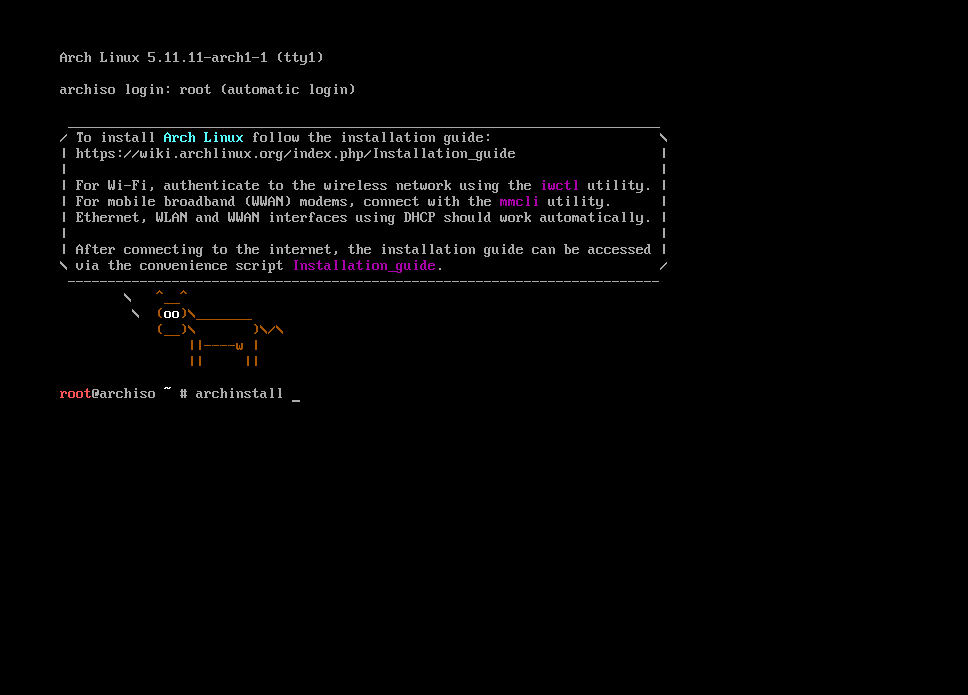 Arch Linux 5.11.11-arch1-1 (tty1)
archiso login: root (automatic login)
To install Arch Linux follow the installation guide:
https://wiki.archlinux.org/index.php/Installation_guide
For Wi-Fi, authenticate to the wireless network using the iwctl utility.
For mobile broadband (WWAN) modems, connect with the mmcli utility.
Ethernet, WLAN and WWAN interfaces using DHCP should work automatically.
After connecting to the internet, the installation guide can be accessed
via the convenience script Installation_guide.
root@archiso ~ # archinstall _